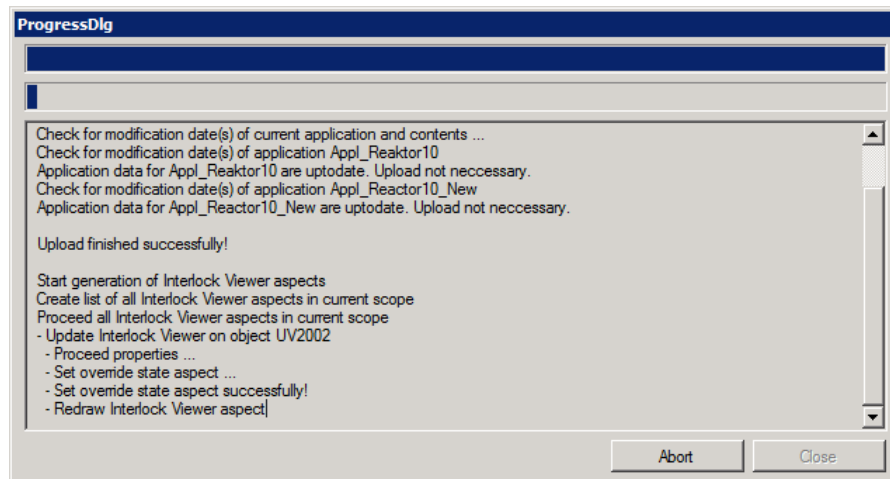 ProgressDlg
Check for modification date(s) of current application and contents ...
Check for modification date(s) of application Appl_Reaktor10
Application data for Appl_Reaktor10 are uptodate. Upload not neccessary.
Check for modification date(s) of application Appl_Reactor10_New
Application data for Appl_Reactor10_New are uptodate. Upload not neccessary.
Upload finished successfully!
Start generation of Interlock Viewer aspects
Create list of all Interlock Viewer aspects in current scope
Proceed all Interlock Viewer aspects in current scope
- Update Interlock Viewer on object UV2002
- Proceed properties ...
- Set override state aspect ...
- Set override state aspect successfully!
- Redraw Interlock Viewer aspect
Abort
Close